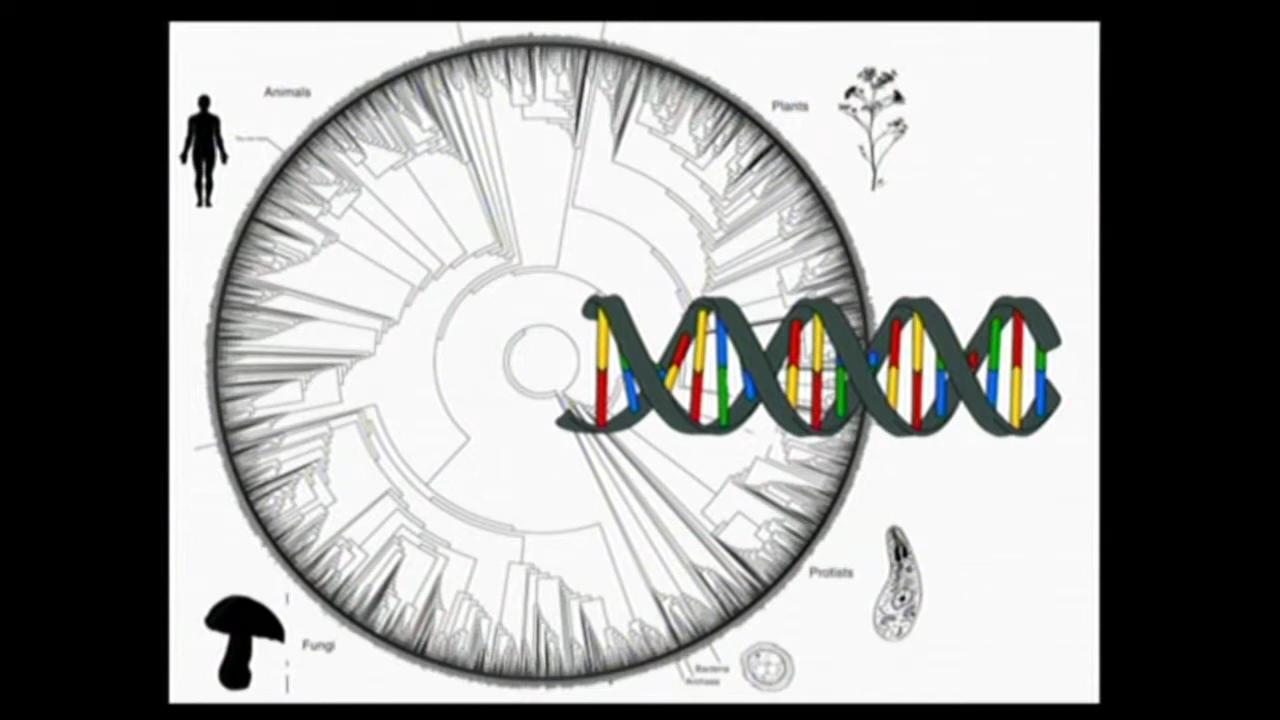 Animals
Plants
Protists
Fungi
Bacteria
Archaea